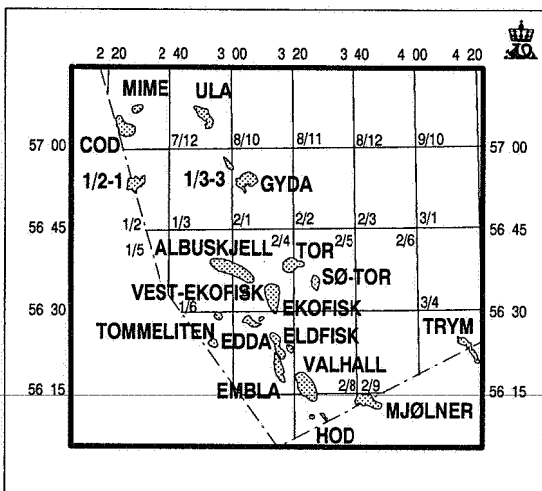 2 20 2 40 3 00 3 20 3 40 4 00 4 20
MIME ULA
COD
57 00 7/12 8/10 8/11 8/12 9/10 57 00
1/2-1 1/3-3 GYDA
56 45 1/2 1/3 2/1 2/2 2/3 3/1 56 45
1/5 ALBUSKJELL 2/4 TOR 2/5 2/6
SØ-TOR
VEST-EKOFISK
56 30 1/6 EKOFISK 3/4 56 30
TOMMELITEN EDDA ELDFISK TRYM
VALHALL
56 15 EMBLA 2/8 2/9 56 15
MJØLNER
HOD